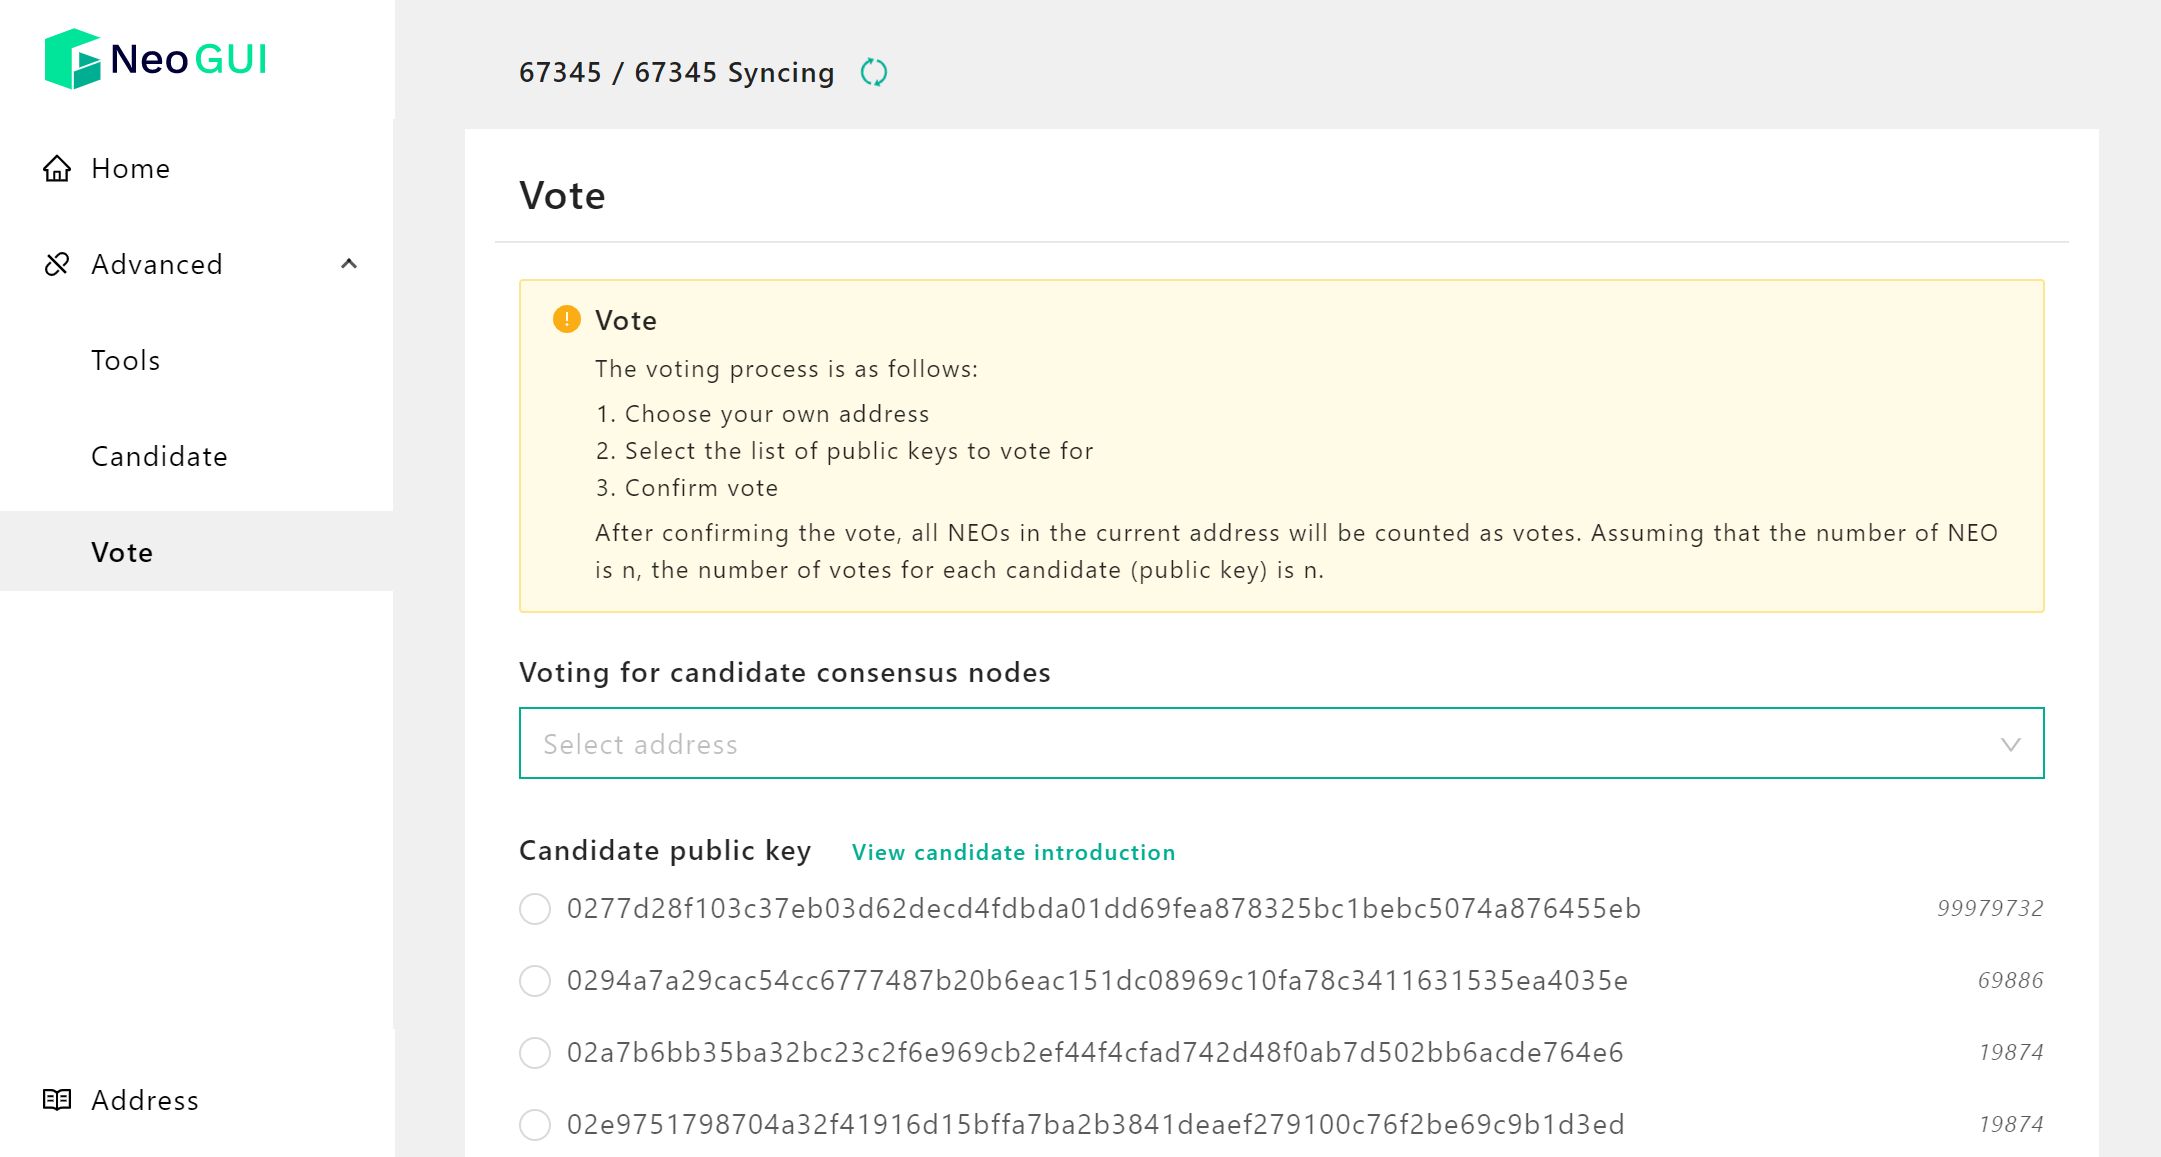 Neo GUI
67345 / 67345 Syncing
Home
Advanced
Tools
Candidate
Vote
Address
Vote
Vote
The voting process is as follows:
1. Choose your own address
2. Select the list of public keys to vote for
3. Confirm vote
After confirming the vote, all NEOs in the current address will be counted as votes. Assuming that the number of NEO
is n, the number of votes for each candidate (public key) is n.
Voting for candidate consensus nodes
Select address
Candidate public key View candidate introduction
0277d28f103c37eb03d62decd4fdbda01dd69fea878325bc1bebc5074a876455eb 99979732
0294a7a29cac54cc6777487b20b6eac151dc08969c10fa78c3411631535ea4035e 69886
02a7b6bb35ba32bc23c2f6e969cb2ef44f4cfad742d48f0ab7d502bb6acde764e6 19874
02e9751798704a32f41916d15bffa7ba2b3841deaef279100c76f2be69c9b1d3ed 19874